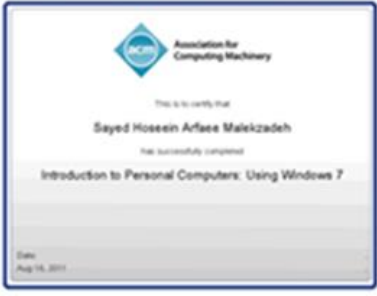 acm
Association for
Computing Machinery
This is to certify that
Sayed Hoseein Arfaee Malekzadeh
has successfully completed
Introduction to Personal Computers: Using Windows 7
Date
Aug 2011